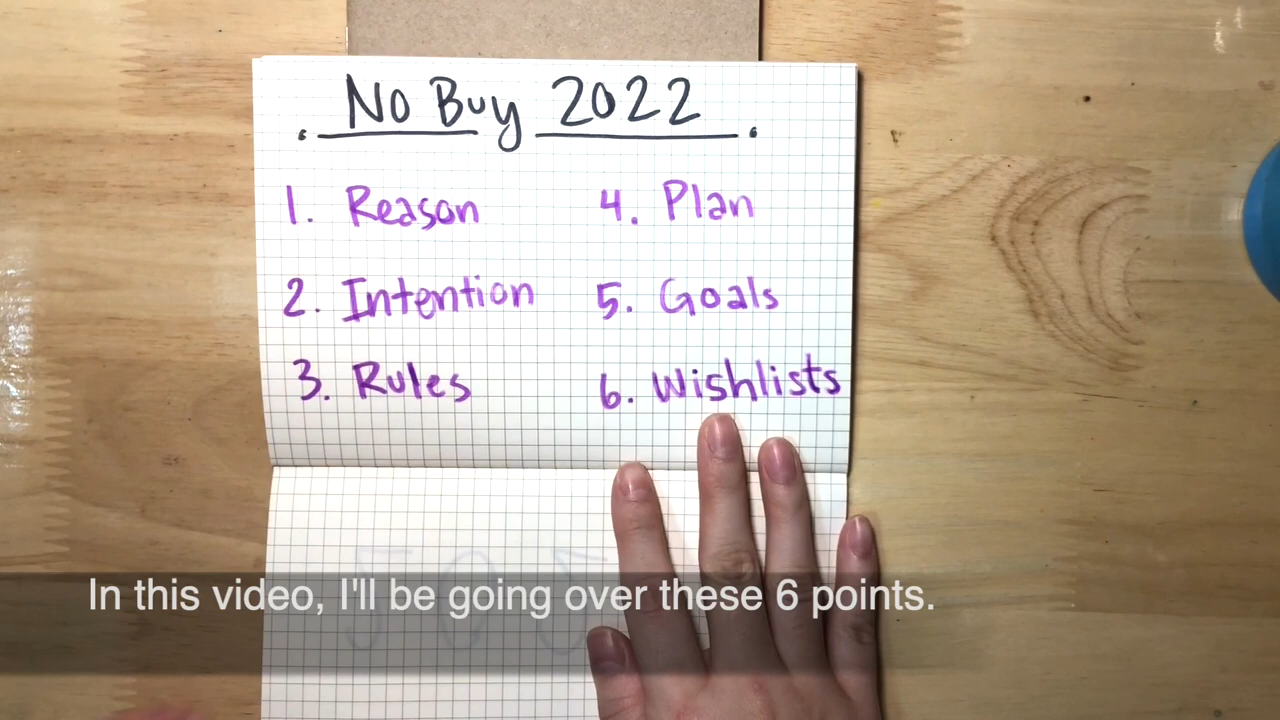 No Buy 2022
1. Reason
2. Intention
3. Rules
4. Plan
5. Goals
6. Wishlists
In this video, I'll be going over these 6 points.